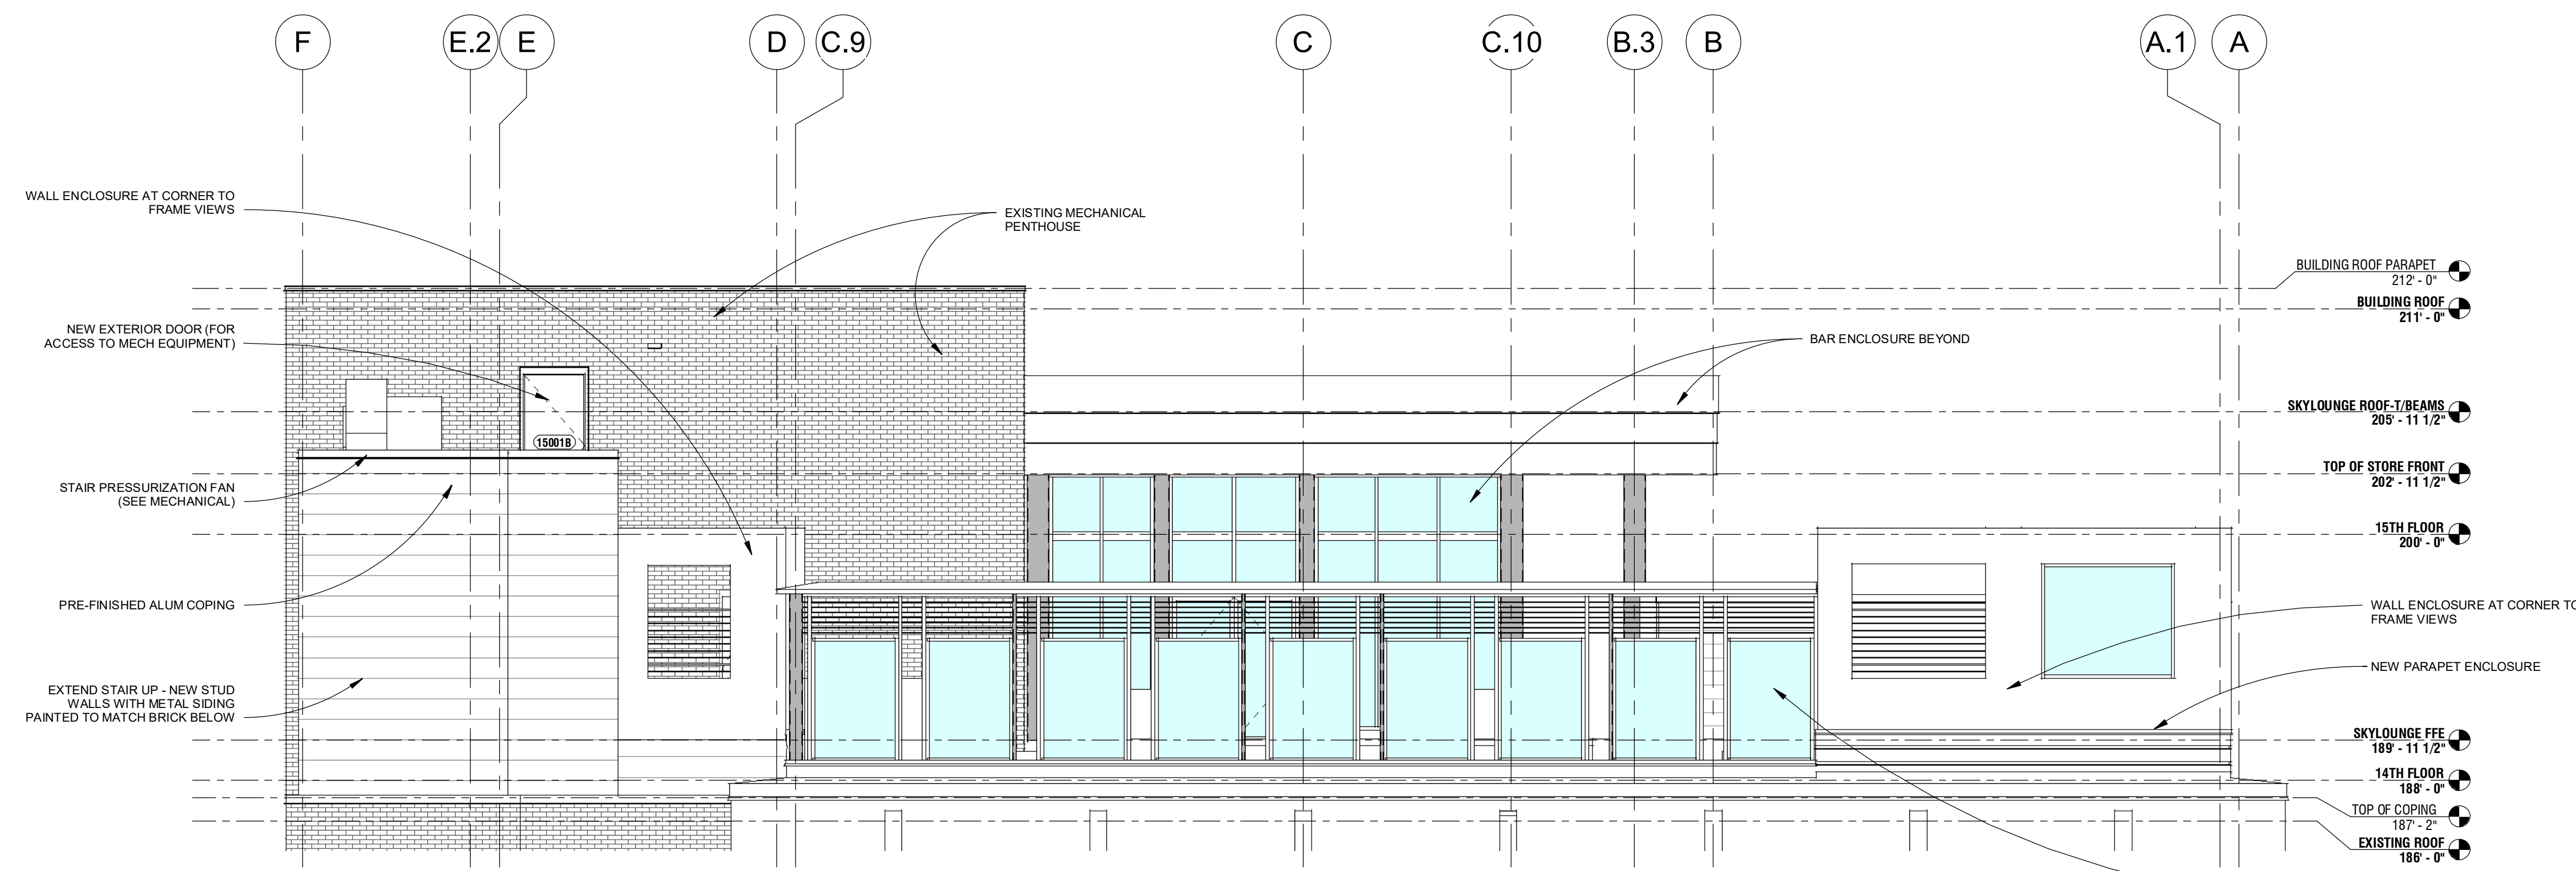 F
E.2
E
D
C.9
C
C.10
B.3
B
A.1
A
WALL ENCLOSURE AT CORNER TO
FRAME VIEWS
EXISTING MECHANICAL
PENTHOUSE
NEW EXTERIOR DOOR (FOR
ACCESS TO MECH EQUIPMENT)
15001B
STAIR PRESSURIZATION FAN
(SEE MECHANICAL)
PRE-FINISHED ALUM COPING
EXTEND STAIR UP - NEW STUD
WALLS WITH METAL SIDING
PAINTED TO MATCH BRICK BELOW
BAR ENCLOSURE BEYOND
BUILDING ROOF PARAPET
212' - 0"
BUILDING ROOF
211' - 0"
SKYLOUNGE ROOF-T/BEAMS
205' - 11 1/2"
TOP OF STORE FRONT
202' - 11 1/2"
15TH FLOOR
200' - 0"
WALL ENCLOSURE AT CORNER TO
FRAME VIEWS
NEW PARAPET ENCLOSURE
SKYLOUNGE FFE
189' - 11 1/2"
14TH FLOOR
188' - 0"
TOP OF COPING
187' - 2"
EXISTING ROOF
186' - 0"